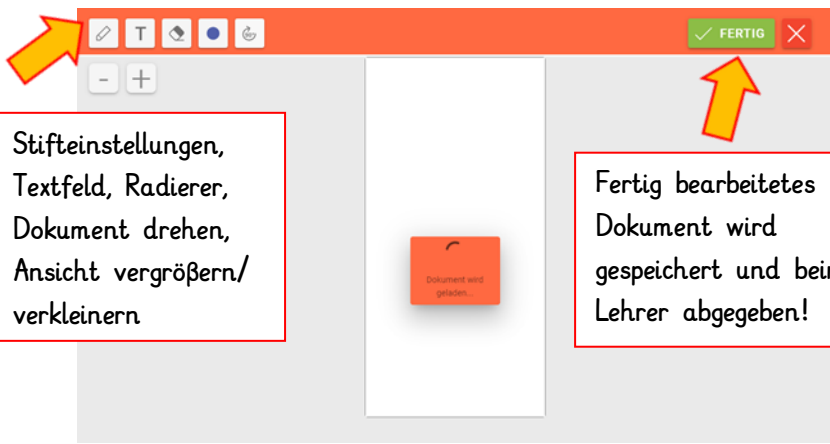 T
90°
FERTIG
- +
Stifteinstellungen,
Textfeld, Radierer,
Dokument drehen,
Ansicht vergrößern/
verkleinern
Dokument wird
geladen...
Fertig bearbeitetes
Dokument wird
gespeichert und
Lehrer abgegeben!